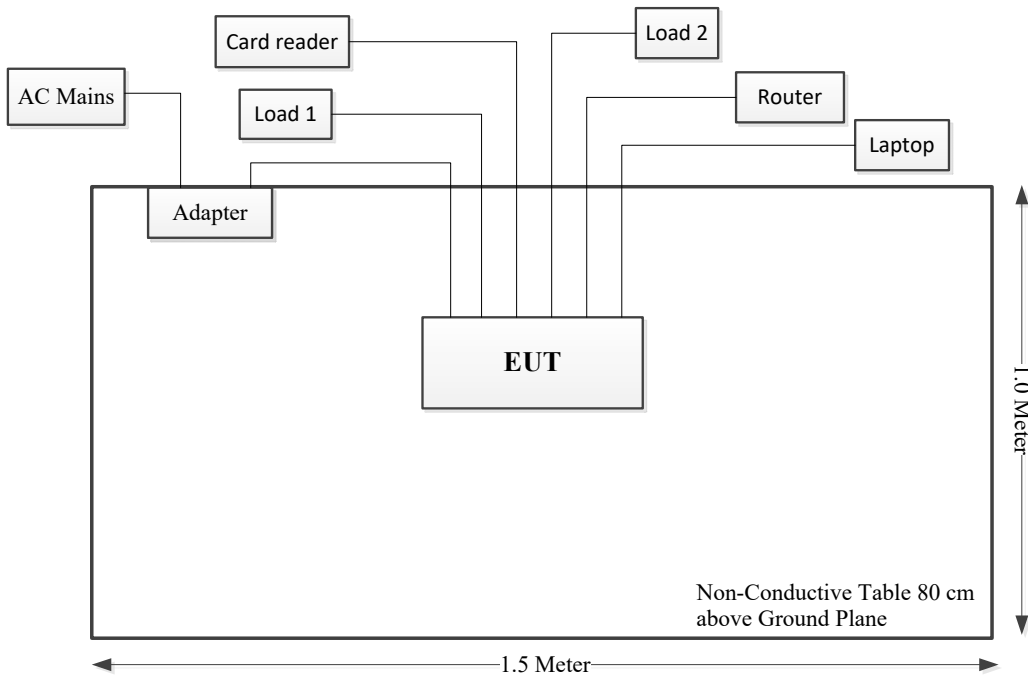 Card reader
Load 2
AC Mains
Load 1
Router
Laptop
Adapter
EUT
1.0 Meter
Non-Conductive Table 80 cm
above Ground Plane
1.5 Meter